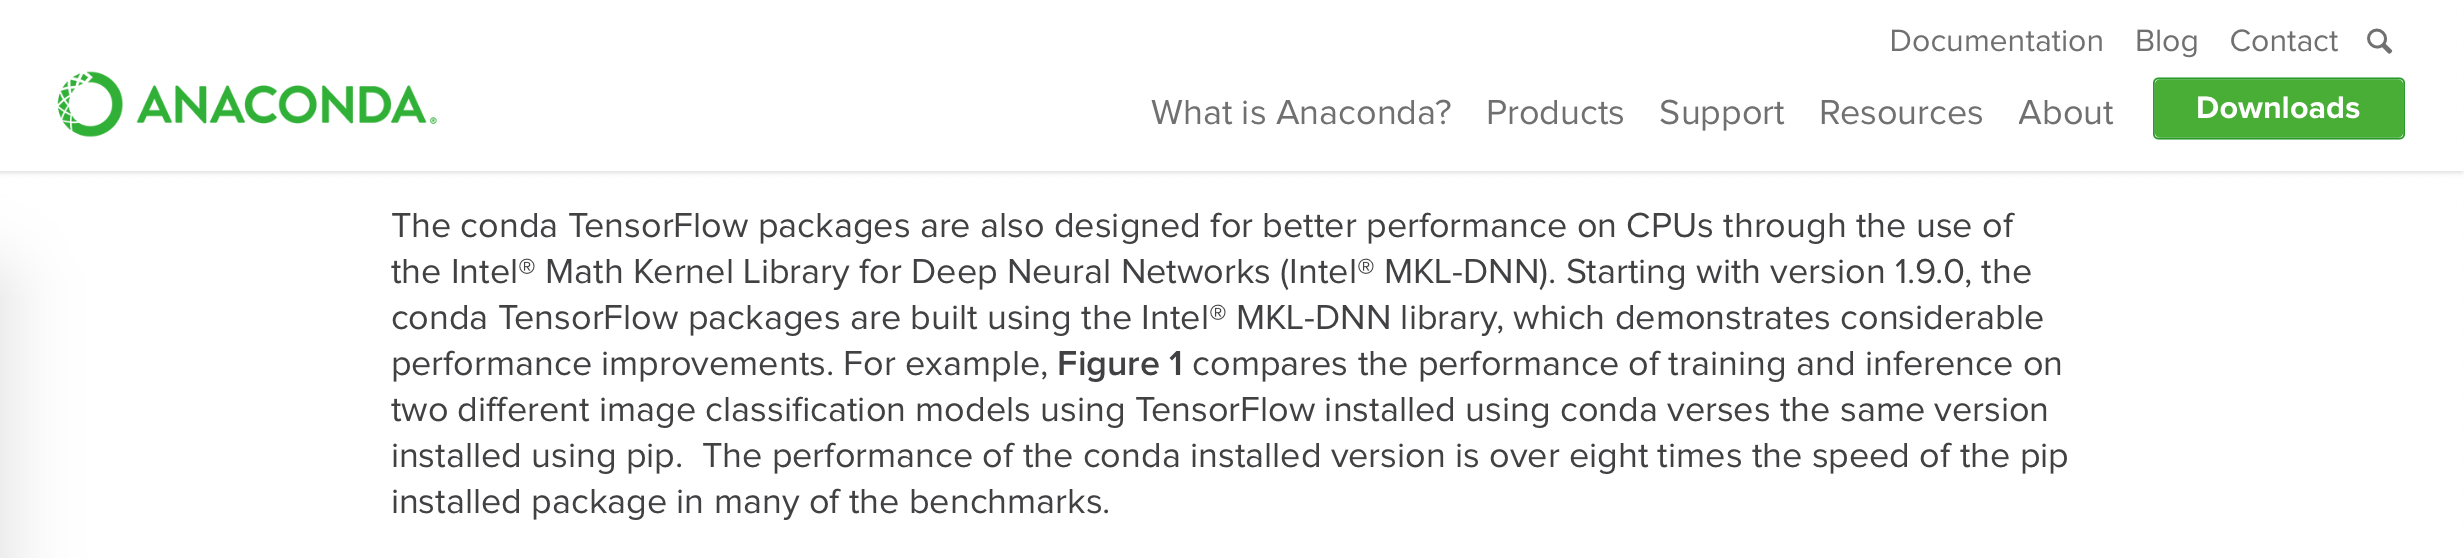 Documentation Blog Contact
ANACONDA®
What is Anaconda? Products Support Resources About Downloads
The conda TensorFlow packages are also designed for better performance on CPUs through the use of
the Intel® Math Kernel Library for Deep Neural Networks (Intel® MKL-DNN). Starting with version 1.9.0, the
conda TensorFlow packages are built using the Intel® MKL-DNN library, which demonstrates considerable
performance improvements. For example, Figure 1 compares the performance of training and inference on
two different image classification models using TensorFlow installed using conda verses the same version
installed using pip.  The performance of the conda installed version is over eight times the speed of the pip
installed package in many of the benchmarks.